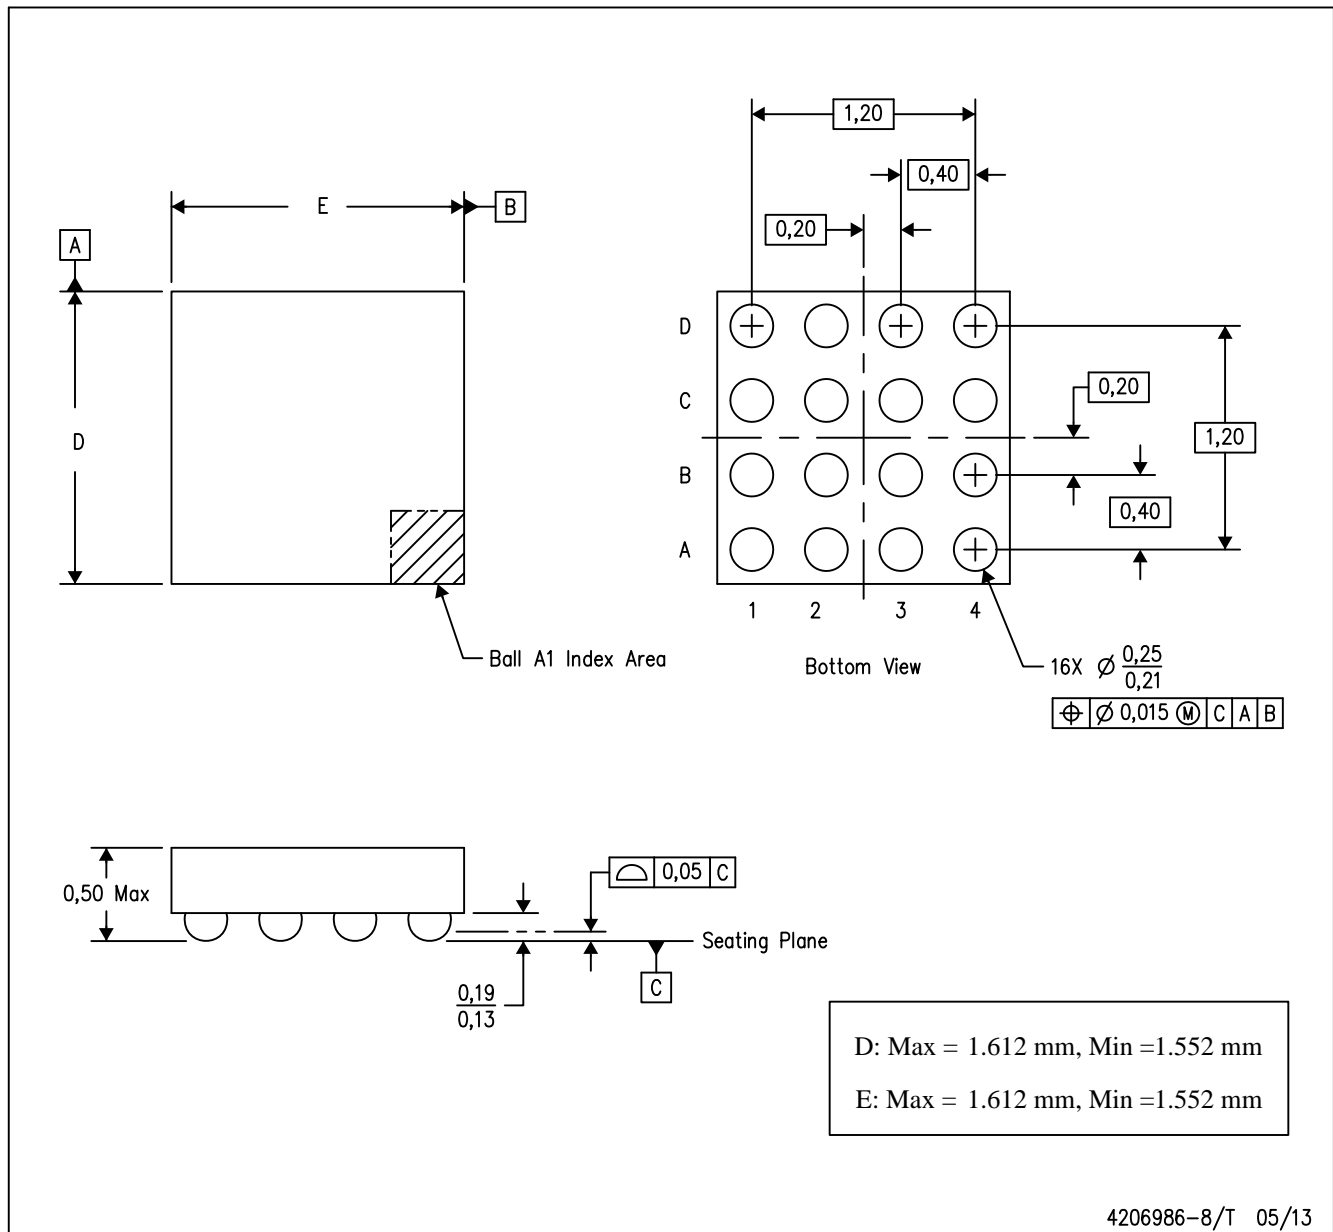 1,20
0,40
0,20
E
B
A
D
D
C
B
A
0,20
1,20
0,40
1 2 3 4
Ball A1 Index Area
Bottom View
16X Ø 0,25
0,21
⌖ Ø 0,015 Ⓜ C A B
0,50 Max
⌓ 0,05 C
Seating Plane
C
0,19
0,13
D: Max = 1.612 mm, Min =1.552 mm
E: Max = 1.612 mm, Min =1.552 mm
4206986-8/T 05/13